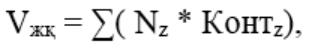 Vжқ = ∑( Nz * Контz),